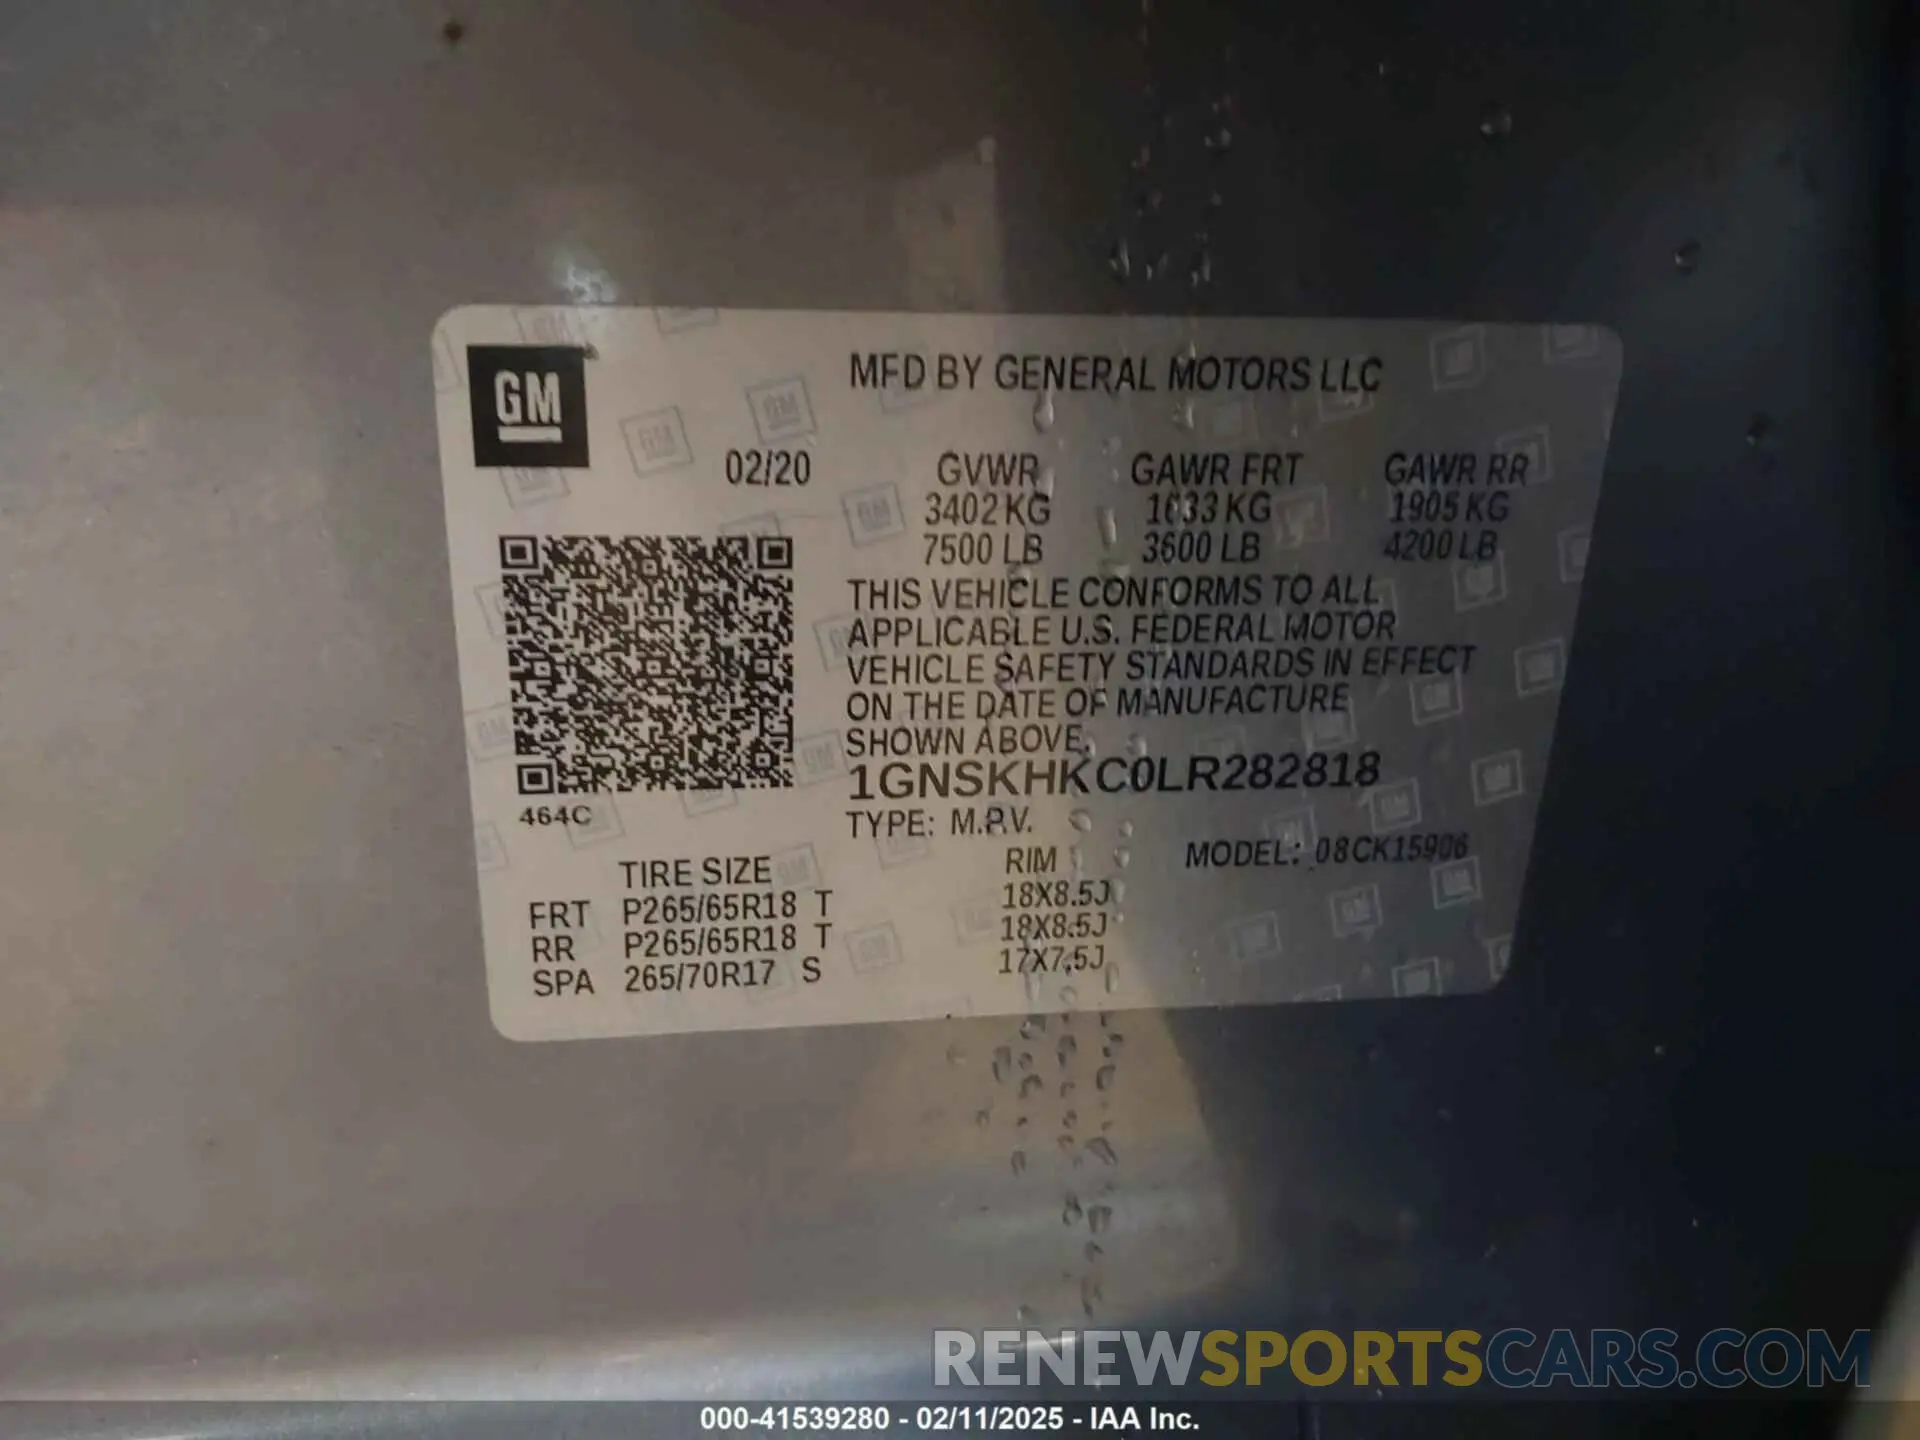 GM
MFD BY GENERAL MOTORS LLC
02/20 GVWR GAWR FRT GAWR RR
3402 KG 1633 KG 1905 KG
7500 LB 3600 LB 4200 LB
THIS VEHICLE CONFORMS TO ALL
APPLICABLE U.S. FEDERAL MOTOR
VEHICLE SAFETY STANDARDS IN EFFECT
ON THE DATE OF MANUFACTURE
SHOWN ABOVE.
1GNSKHKC0LR282818
464C
TYPE: M.P.V.
MODEL: 08CK15906
TIRE SIZE RIM
FRT P265/65R18 T 18X8.5J
RR P265/65R18 T 18X8.5J
SPA 265/70R17 S 17X7.5J
RENEWSPORTSCARS.COM
000-41539280 - 02/11/2025 - IAA Inc.